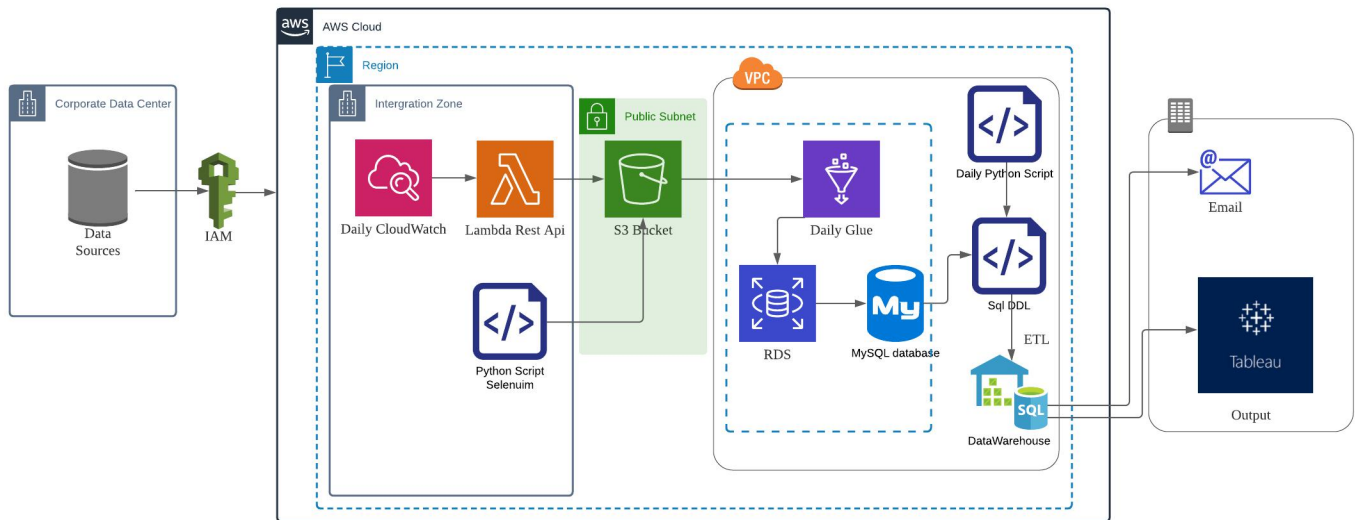 aws
AWS Cloud
Region
Corporate Data Center
Data
Sources
IAM
Intergration Zone
Daily CloudWatch
Lambda Rest Api
Python Script
Selenuim
Public Subnet
S3 Bucket
VPC
Daily Glue
RDS
My
MySQL database
Daily Python Script
Sql DDL
ETL
SQL
DataWarehouse
@
Email
Tableau
Output